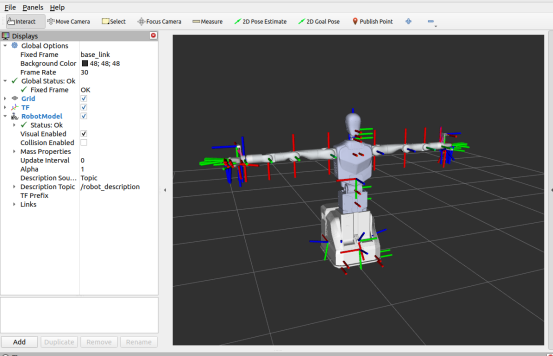 File Panels Help
Interact Move Camera Select Focus Camera Measure 2D Pose Estimate 2D Goal Pose Publish Point
Displays
Global Options
Fixed Frame base_link
Background Color 48; 48; 48
Frame Rate 30
Global Status: Ok
Fixed Frame OK
Grid
TF
RobotModel
Status: Ok
Visual Enabled
Collision Enabled
Mass Properties
Update Interval 0
Alpha 1
Description Sou... Topic
Description Topic /robot_description
TF Prefix
Links
Add Duplicate Remove Rename